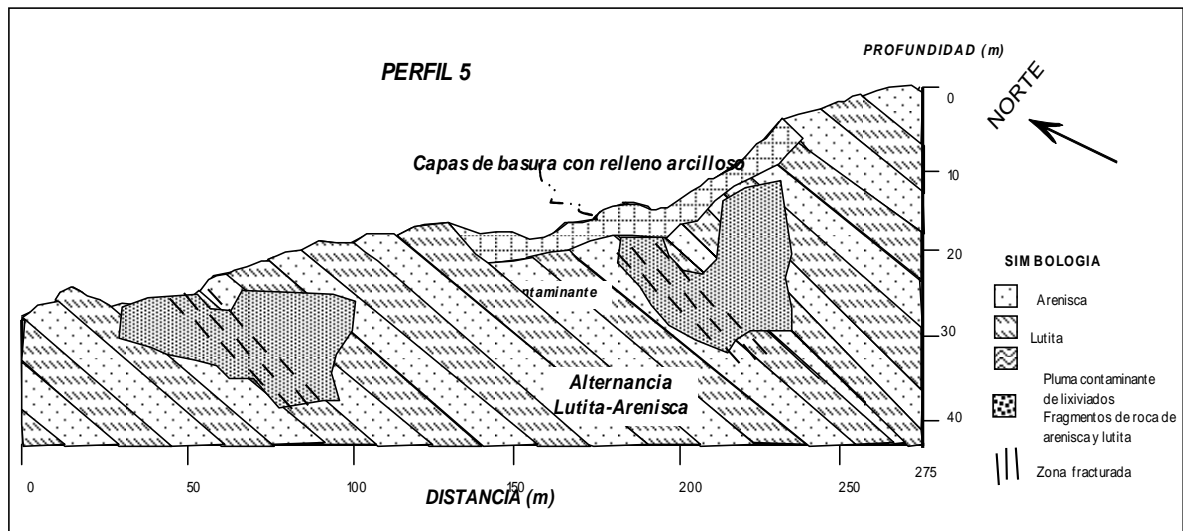 PERFIL 5
PROFUNDIDAD (m)
NORTE
Capas de basura con relleno arcilloso
ntaminante
Alternancia
Lutita-Arenisca
0
10
20
30
40
SIMBOLOGIA
Arenisca
Lutita
Pluma contaminante
de lixiviados
Fragmentos de roca de
arenisca y lutita
Zona fracturada
0
50
100
150
200
250
275
DISTANCIA (m)